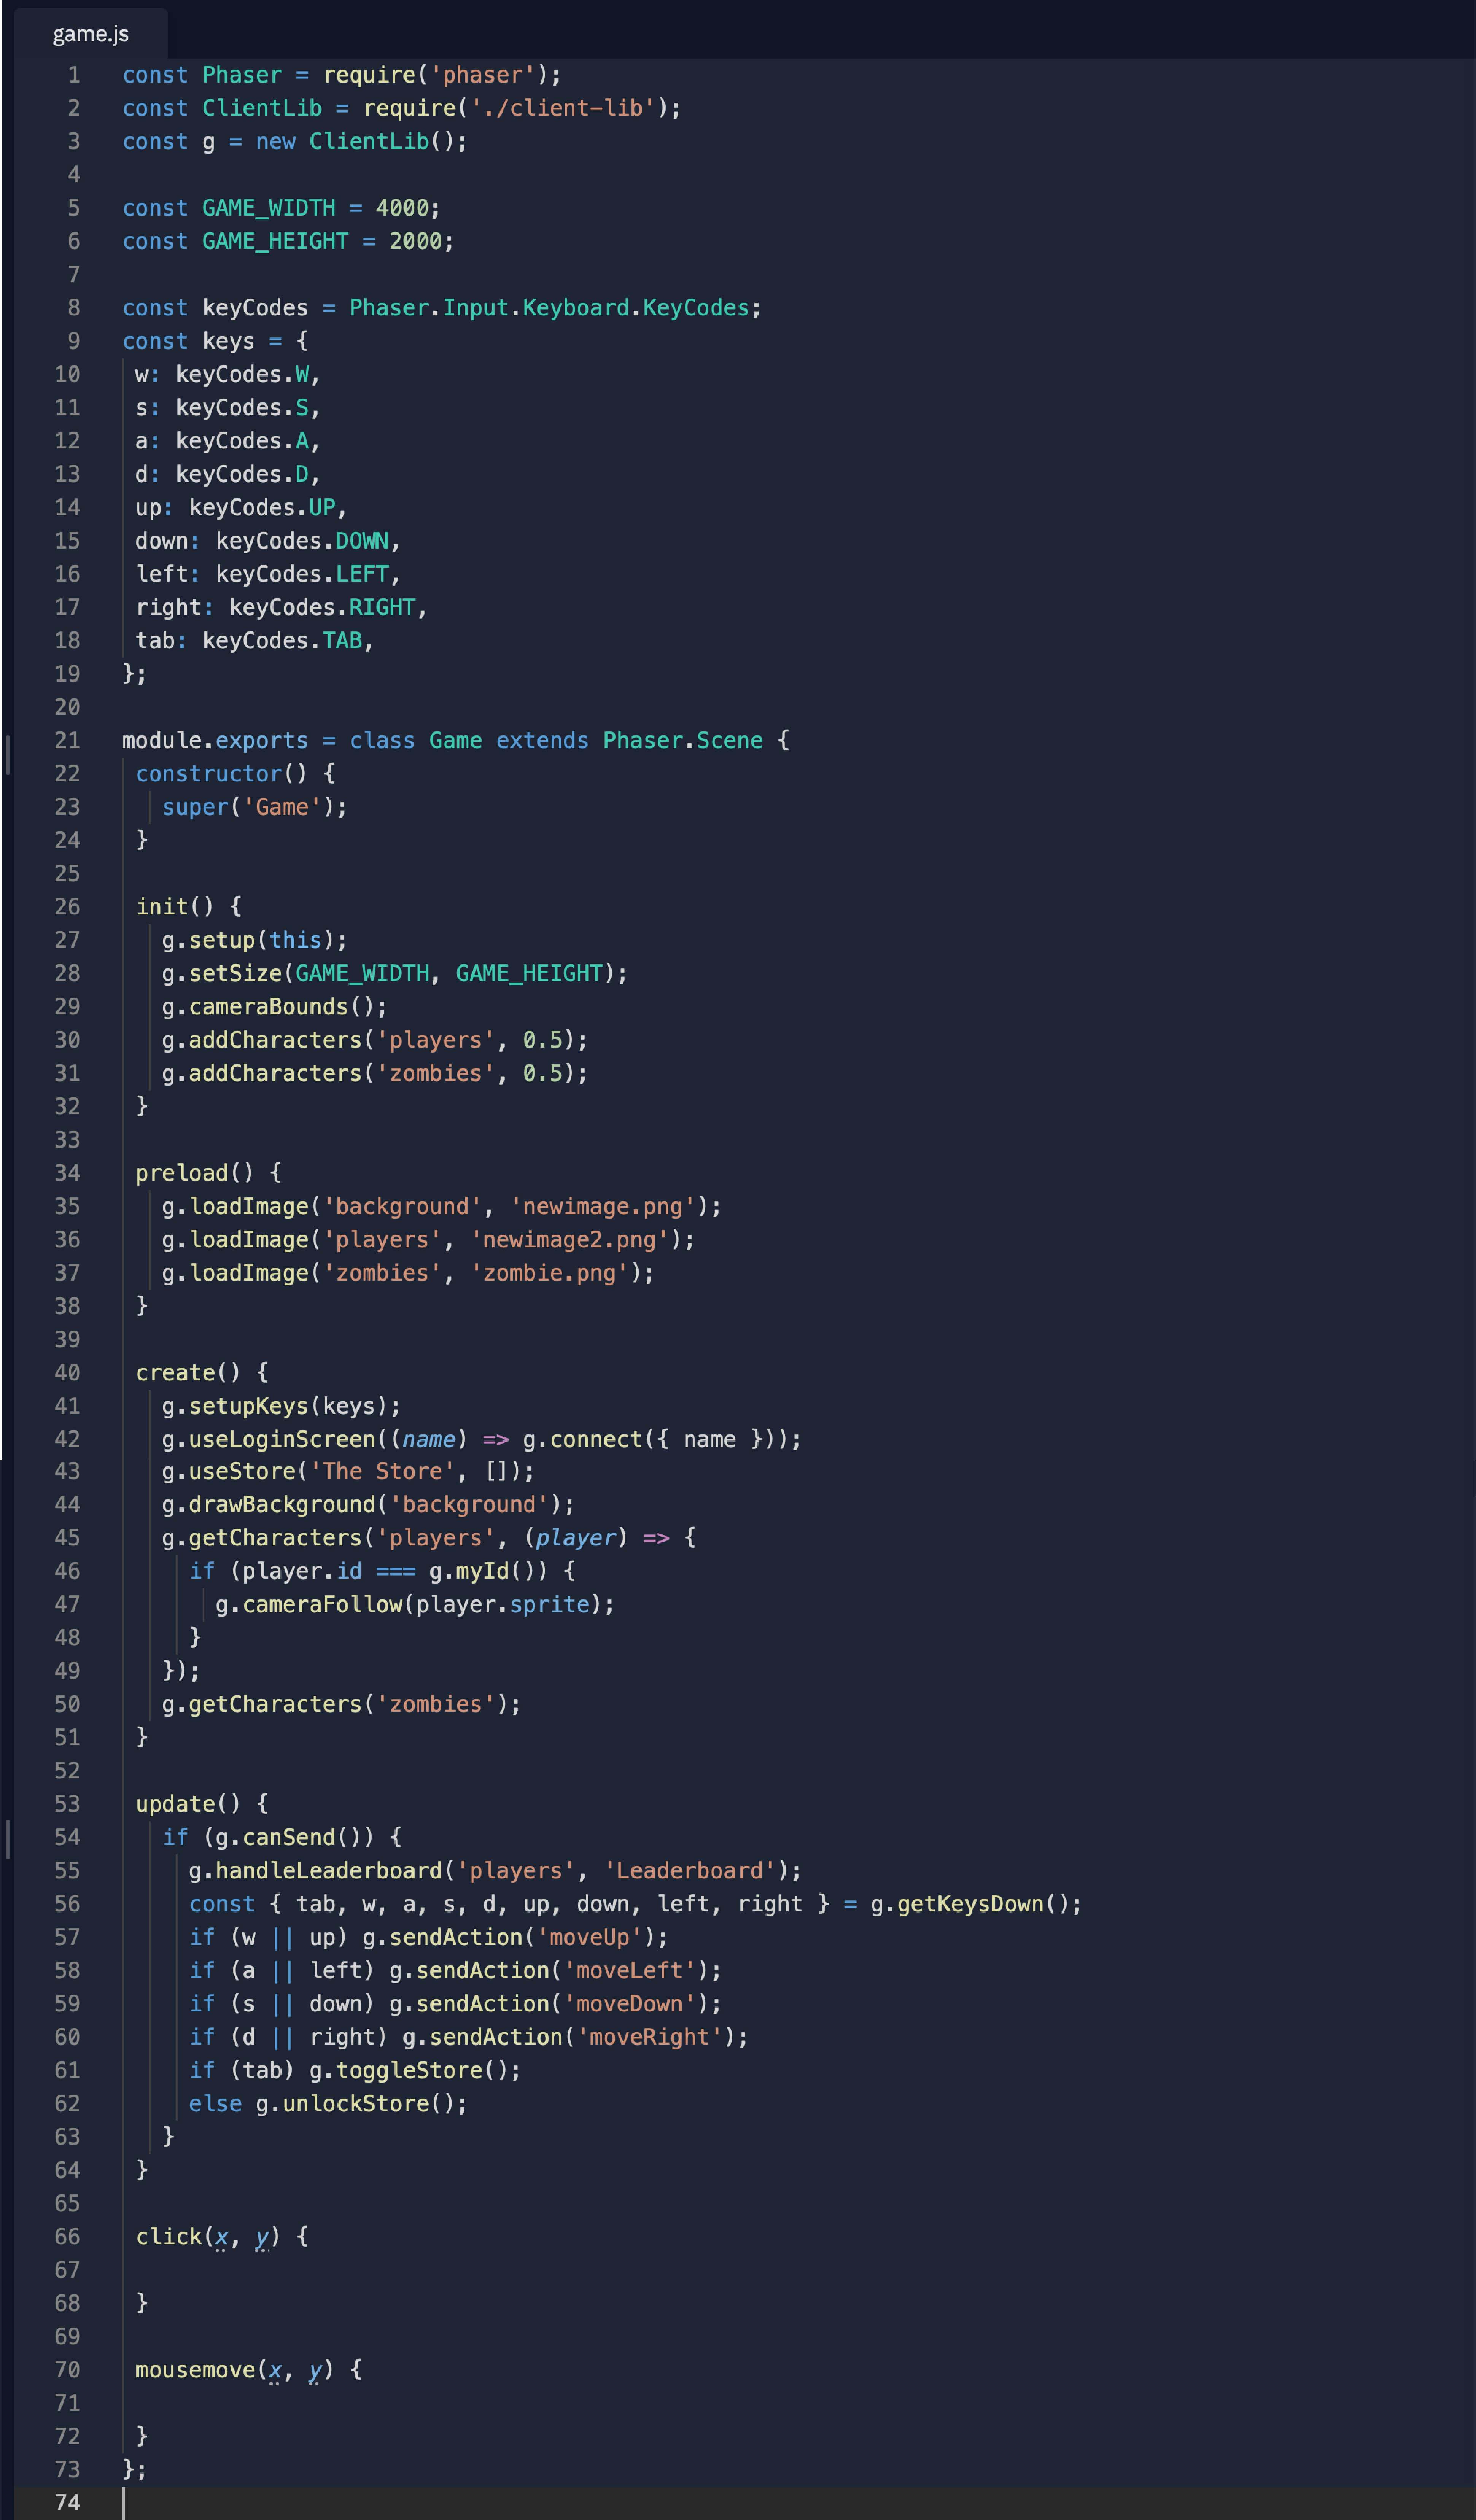 game.js
1 const Phaser = require('phaser');
2 const ClientLib = require('./client-lib');
3 const g = new ClientLib();
4
5 const GAME_WIDTH = 4000;
6 const GAME_HEIGHT = 2000;
7
8 const keyCodes = Phaser.Input.Keyboard.KeyCodes;
9 const keys = {
10 w: keyCodes.W,
11 s: keyCodes.S,
12 a: keyCodes.A,
13 d: keyCodes.D,
14 up: keyCodes.UP,
15 down: keyCodes.DOWN,
16 left: keyCodes.LEFT,
17 right: keyCodes.RIGHT,
18 tab: keyCodes.TAB,
19 };
20
21 module.exports = class Game extends Phaser.Scene {
22 constructor() {
23 super('Game');
24 }
25
26 init() {
27 g.setup(this);
28 g.setSize(GAME_WIDTH, GAME_HEIGHT);
29 g.cameraBounds();
30 g.addCharacters('players', 0.5);
31 g.addCharacters('zombies', 0.5);
32 }
33
34 preload() {
35 g.loadImage('background', 'newimage.png');
36 g.loadImage('players', 'newimage2.png');
37 g.loadImage('zombies', 'zombie.png');
38 }
39
40 create() {
41 g.setupKeys(keys);
42 g.useLoginScreen((name) => g.connect({ name }));
43 g.useStore('The Store', []);
44 g.drawBackground('background');
45 g.getCharacters('players', (player) => {
46 if (player.id === g.myId()) {
47 g.cameraFollow(player.sprite);
48 }
49 });
50 g.getCharacters('zombies');
51 }
52
53 update() {
54 if (g.canSend()) {
55 g.handleLeaderboard('players', 'Leaderboard');
56 const { tab, w, a, s, d, up, down, left, right } = g.getKeysDown();
57 if (w || up) g.sendAction('moveUp');
58 if (a || left) g.sendAction('moveLeft');
59 if (s || down) g.sendAction('moveDown');
60 if (d || right) g.sendAction('moveRight');
61 if (tab) g.toggleStore();
62 else g.unlockStore();
63 }
64 }
65
66 click(x, y) {
67
68 }
69
70 mousemove(x, y) {
71
72 }
73 };
74